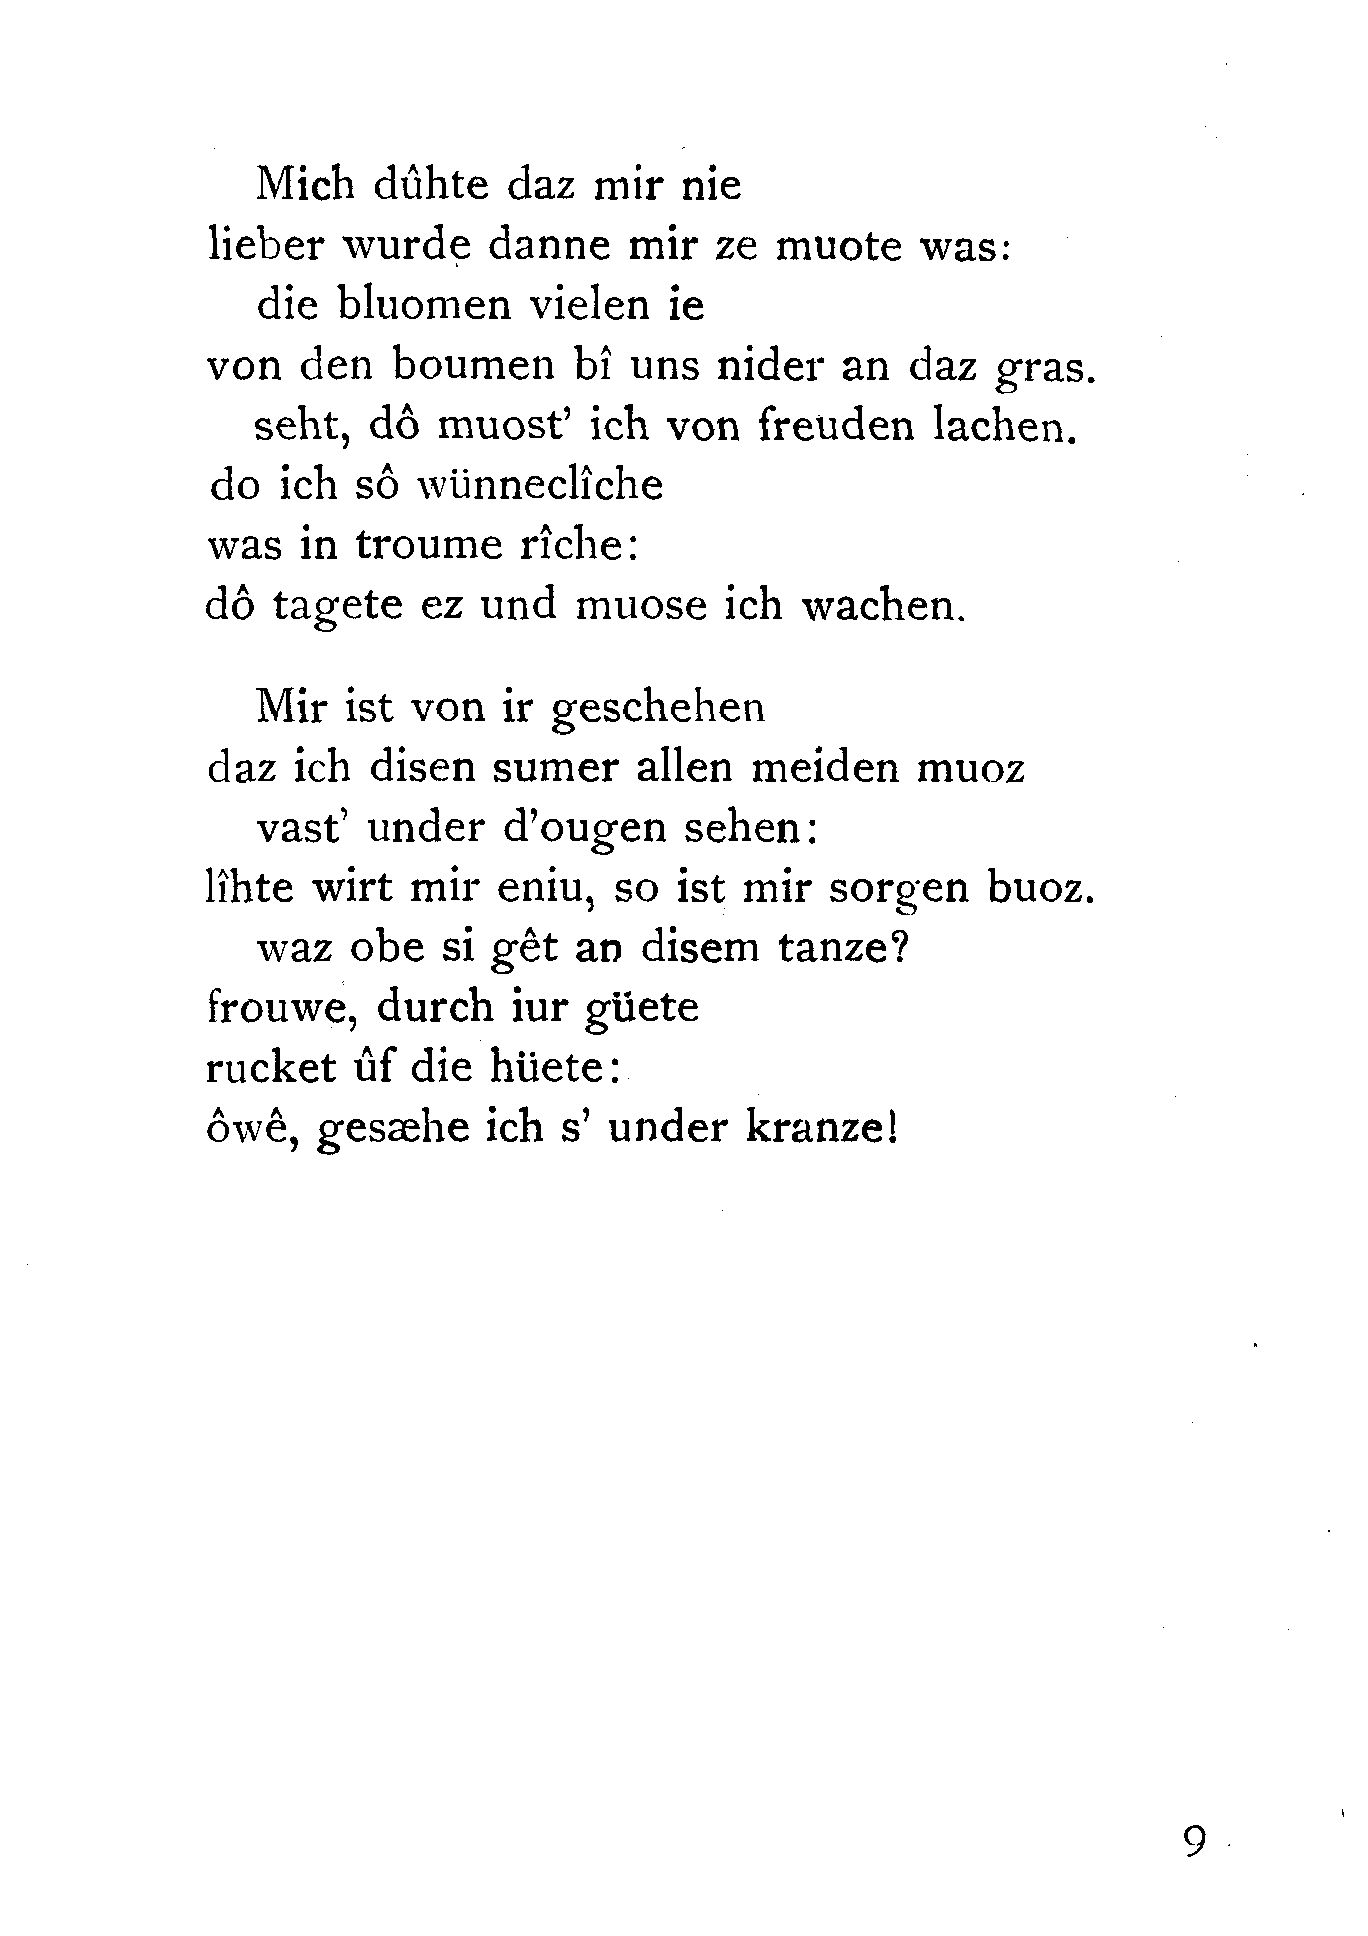 Mich dûhte daz mir nie
lieber wurde danne mir ze muote was:
die bluomen vielen ie
von den boumen bî uns nider an daz gras.
seht, dô muost’ ich von freuden lachen.
do ich sô wünneclîche
was in troume rîche:
dô tagete ez und muose ich wachen.
Mir ist von ir geschehen
daz ich disen sumer allen meiden muoz
vast’ under d’ougen sehen:
lîhte wirt mir eniu, so ist mir sorgen buoz.
waz obe si gêt an disem tanze?
frouwe, durch iur güete
rucket ûf die hüete:
ôwê, gesæhe ich s’ under kranze!
9